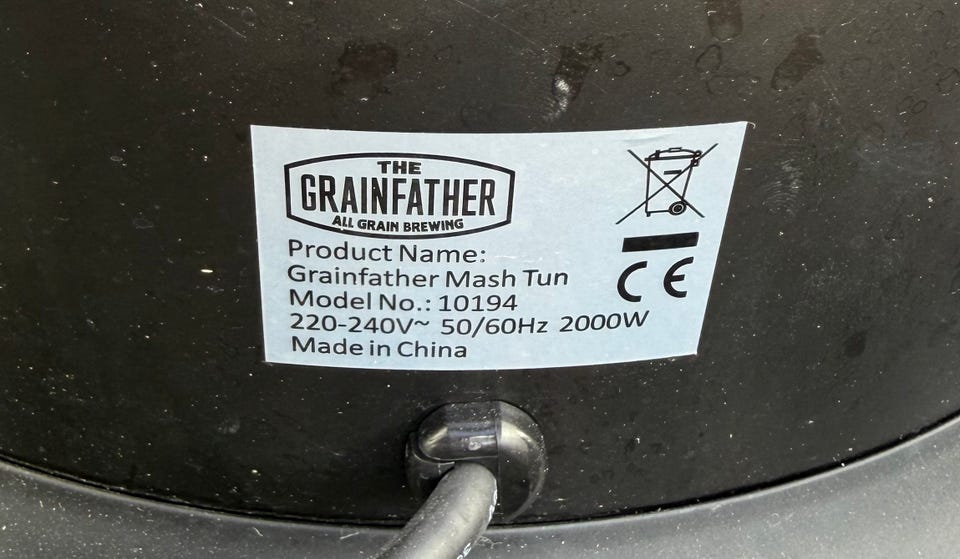 THE
GRAINFATHER
ALL GRAIN BREWING
Product Name:
Grainfather Mash Tun
Model No.: 10194
220-240V~ 50/60Hz 2000W
Made in China
CE